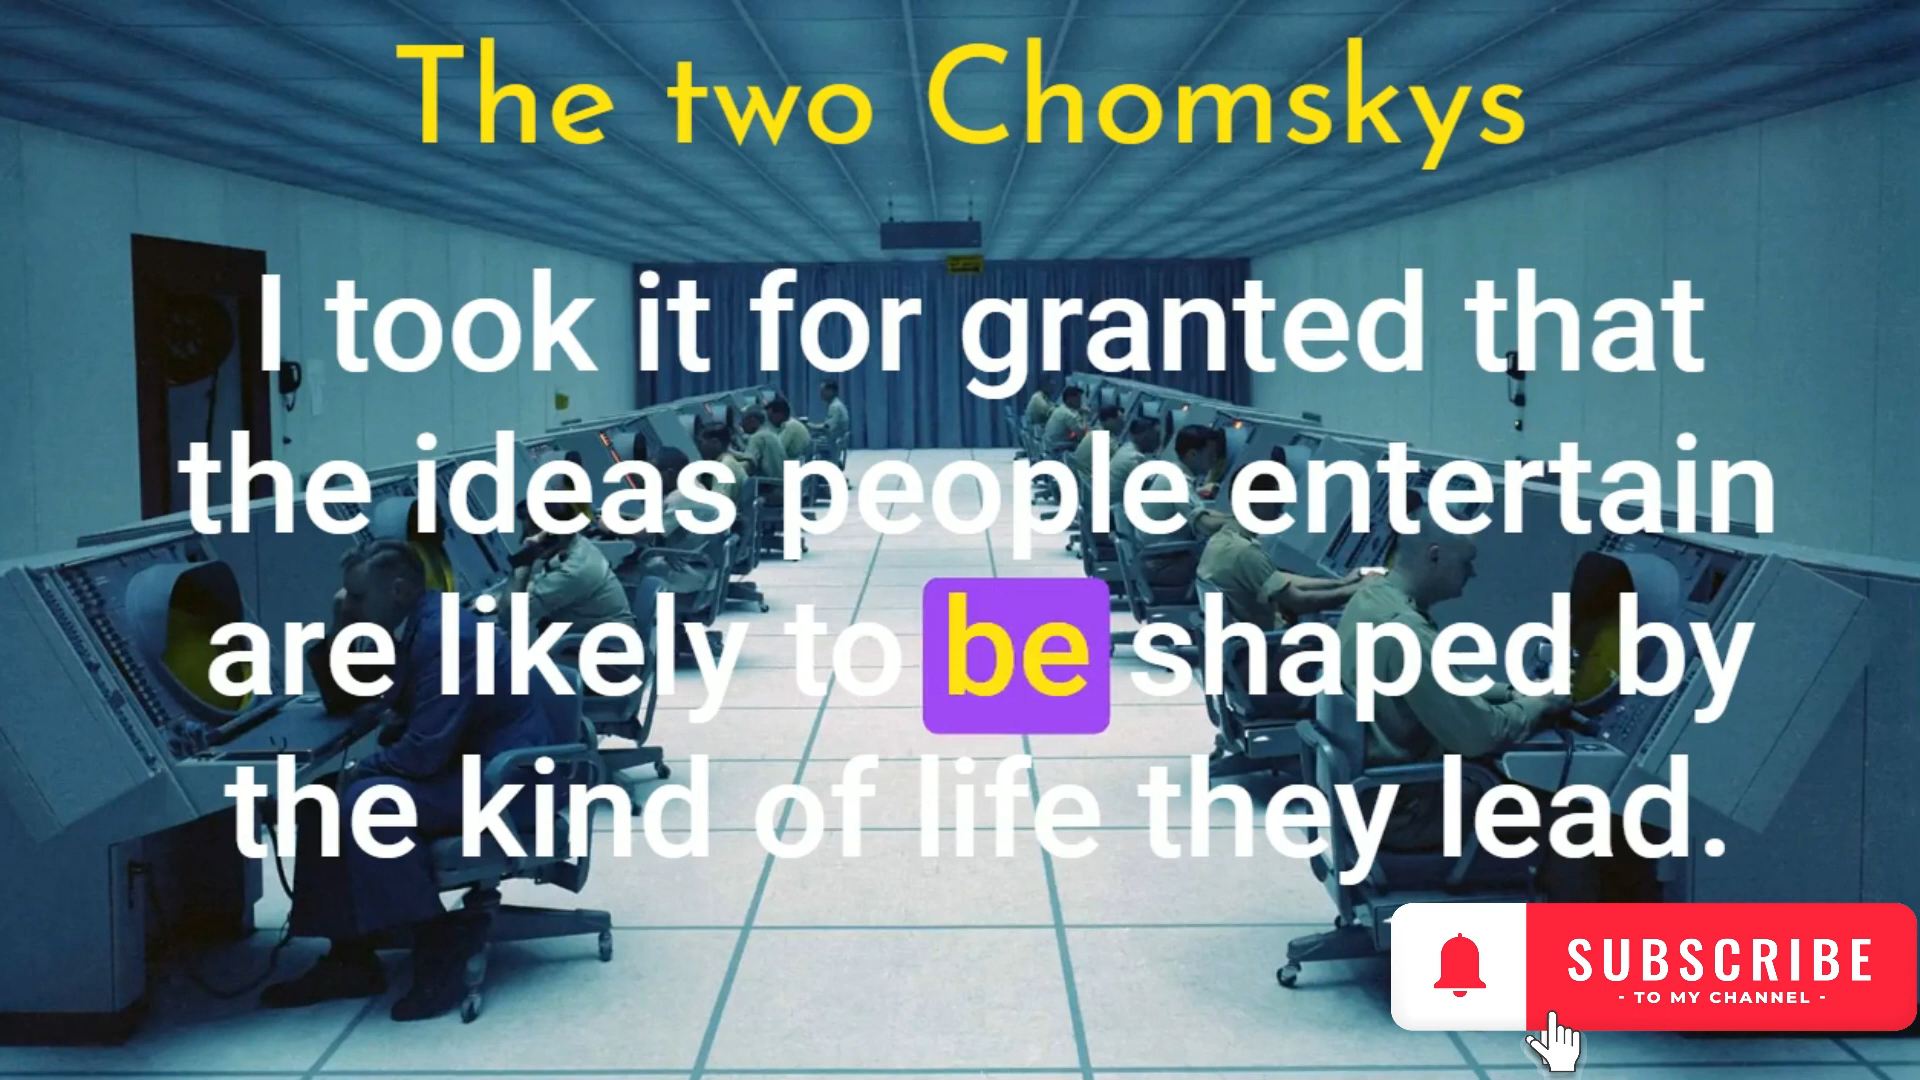 The two Chomskys
I took it for granted that
the ideas people entertain
are likely to be shaped by
the kind of life they lead.
SUBSCRIBE
- TO MY CHANNEL -